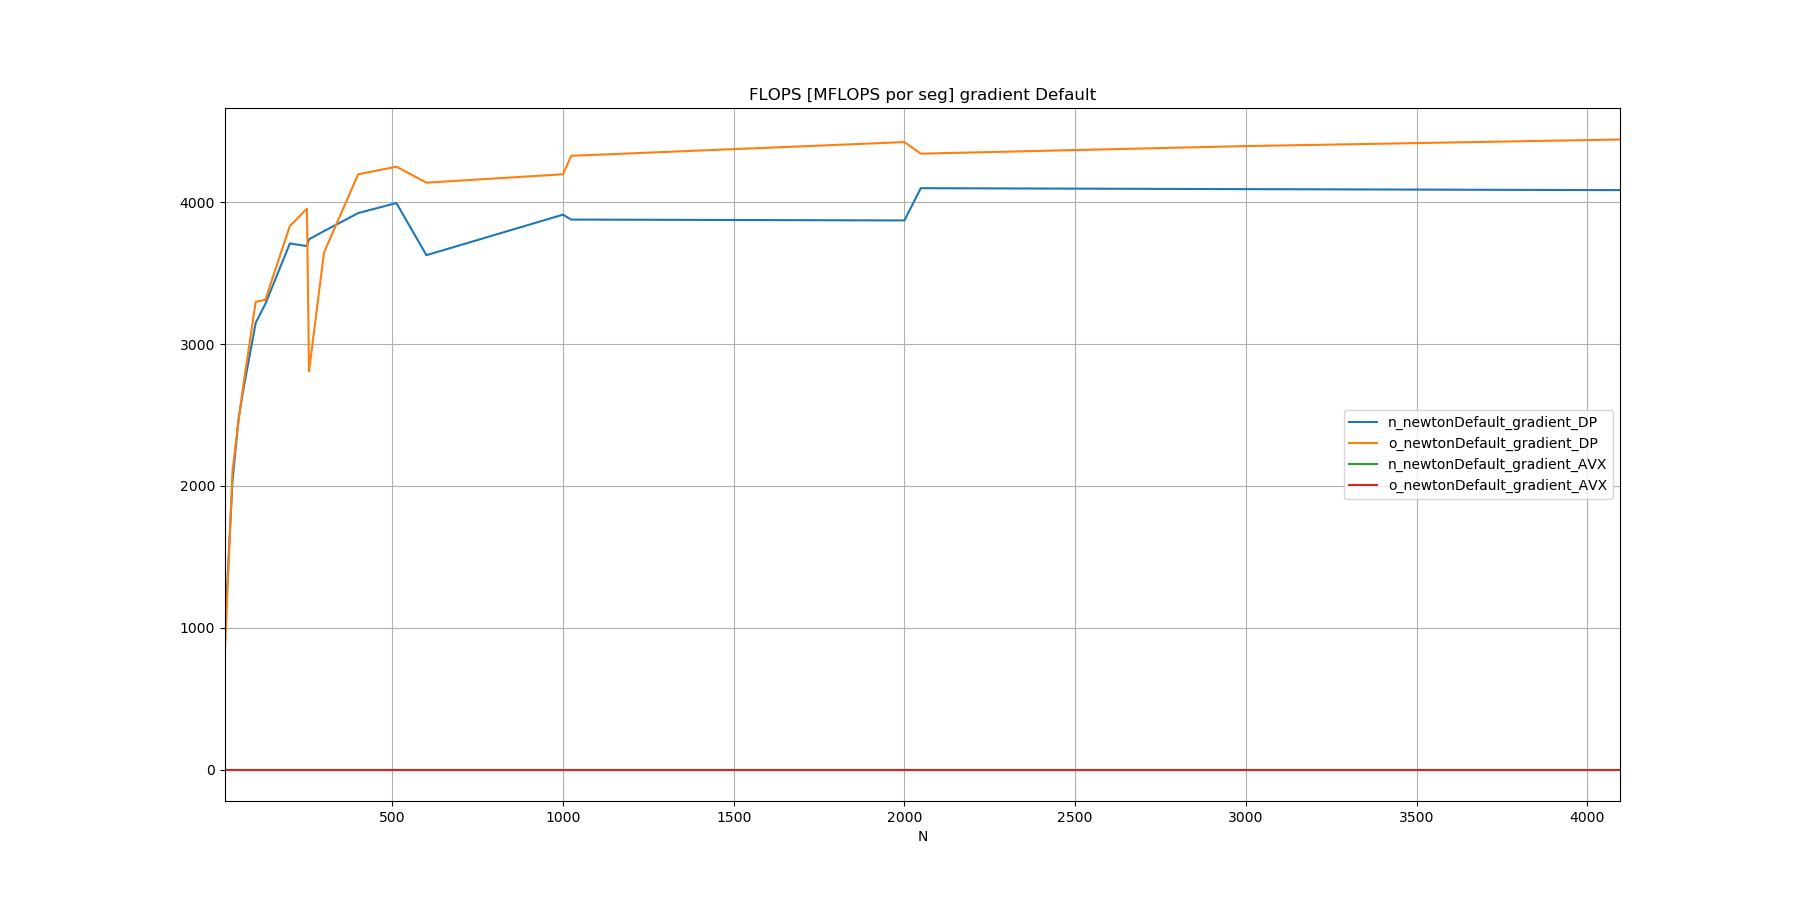 FLOPS [MFLOPS por seg] gradient Default
4000
3000
2000
1000
0
n_newtonDefault_gradient_DP
o_newtonDefault_gradient_DP
n_newtonDefault_gradient_AVX
o_newtonDefault_gradient_AVX
500 1000 1500 2000 2500 3000 3500 4000
N